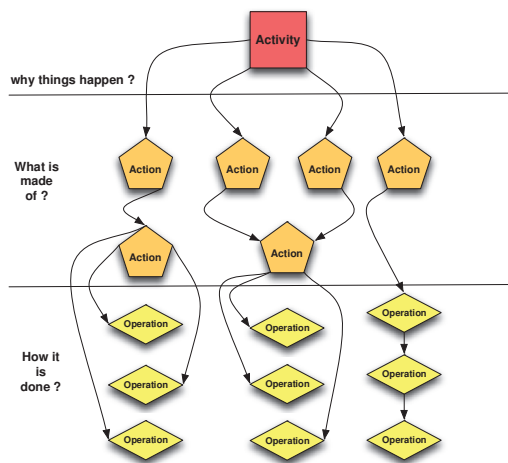 Activity
why things happen ?
What is
made
of ?
Action
Action
Action
Action
Action
Action
How it
is
done ?
Operation
Operation
Operation
Operation
Operation
Operation
Operation
Operation
Operation